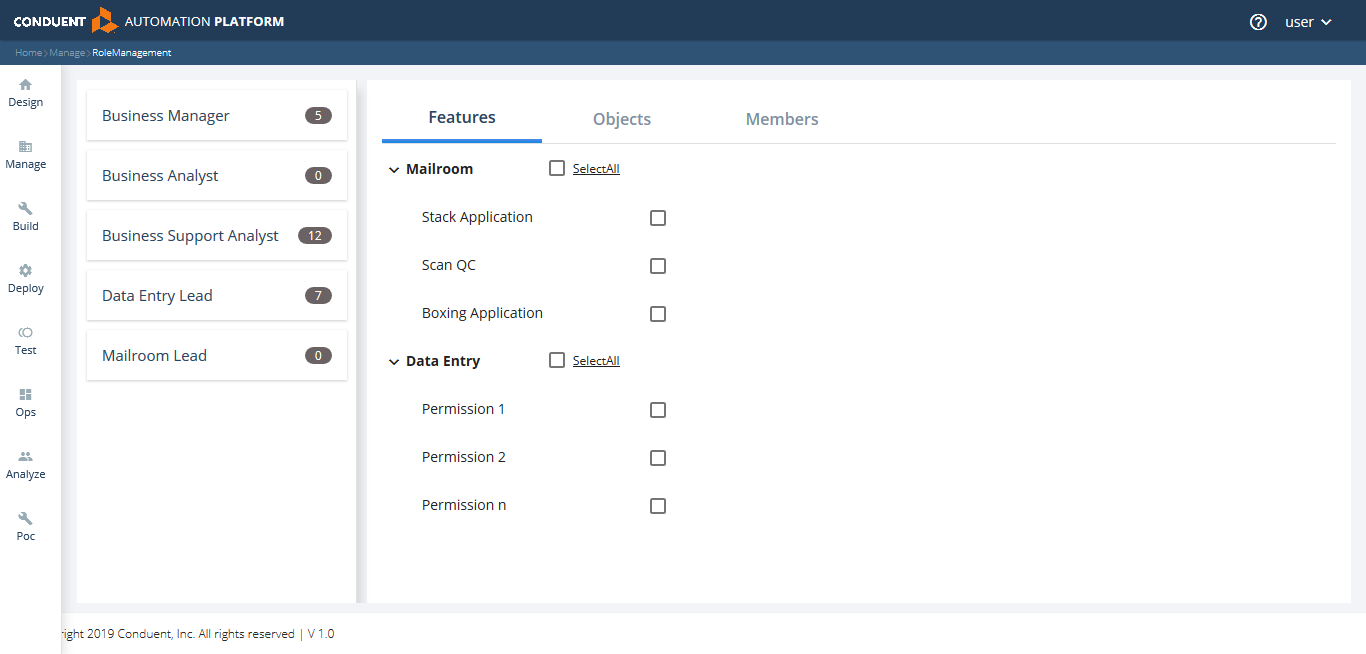 CONDUENT AUTOMATION PLATFORM
user
Home Manage RoleManagement
Design
Manage
Build
Deploy
Test
Ops
Analyze
Poc
Business Manager 5
Business Analyst 0
Business Support Analyst 12
Data Entry Lead 7
Mailroom Lead 0
Features Objects Members
Mailroom SelectAll
Stack Application
Scan QC
Boxing Application
Data Entry SelectAll
Permission 1
Permission 2
Permission n
right 2019 Conduent, Inc. All rights reserved | V 1.0